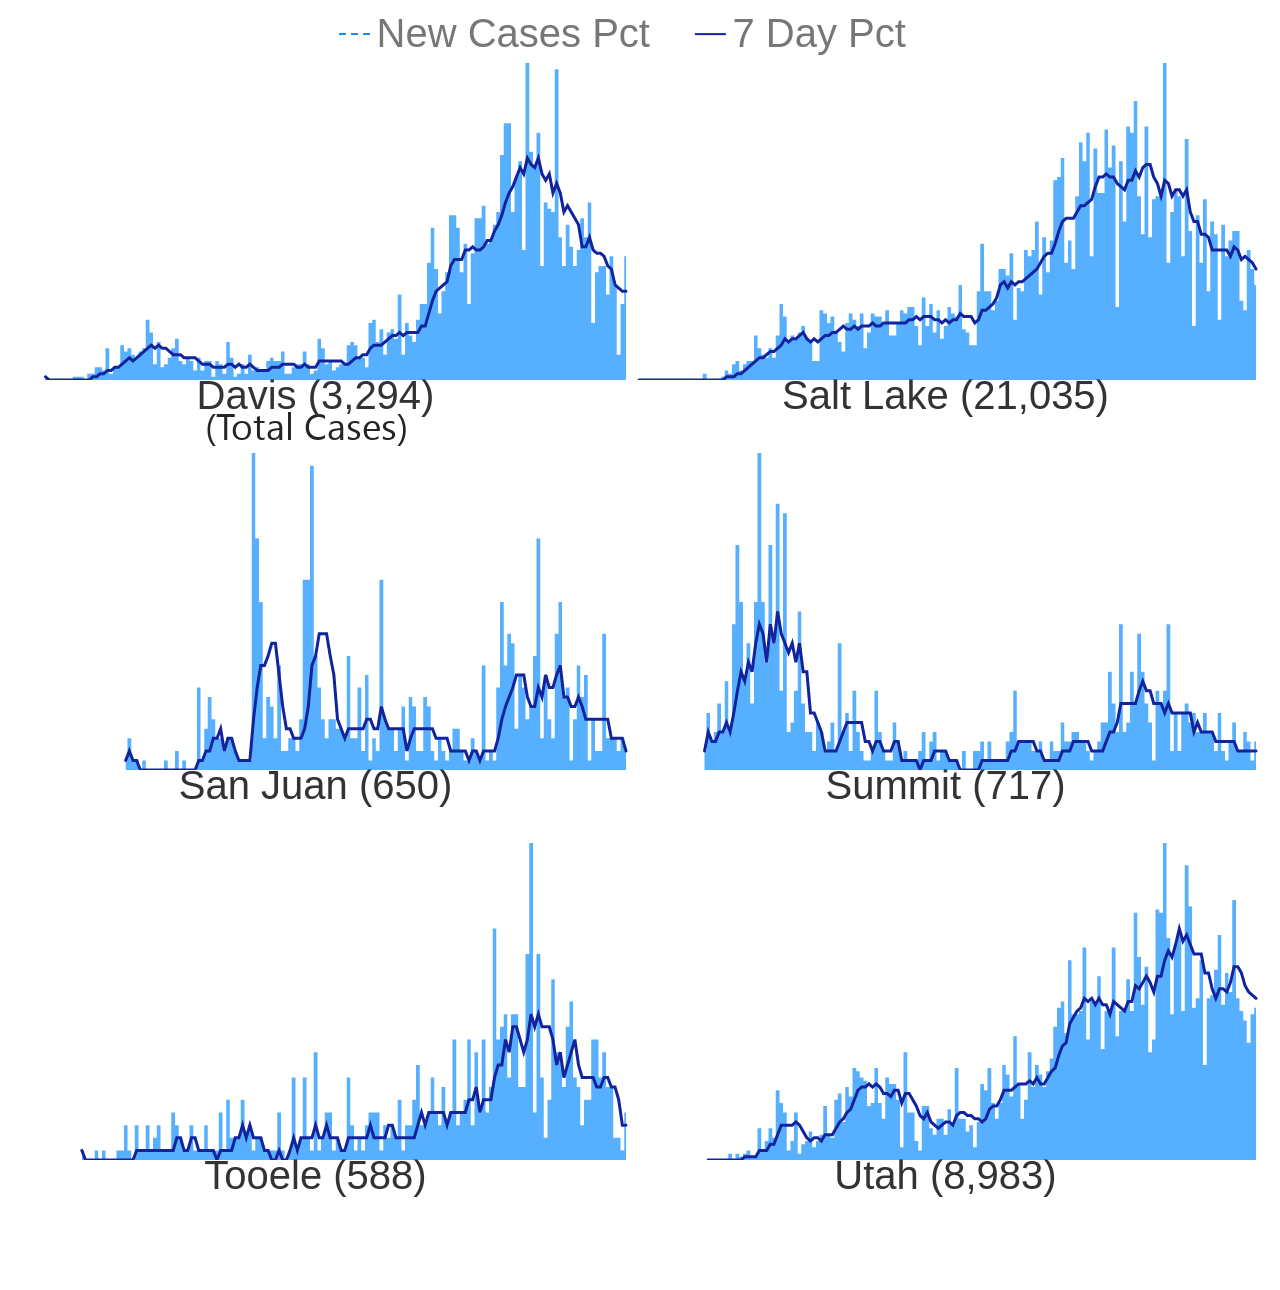 New Cases Pct 7 Day Pct
Davis (3,294) Salt Lake (21,035)
(Total Cases)
San Juan (650) Summit (717)
Tooele (588) Utah (8,983)